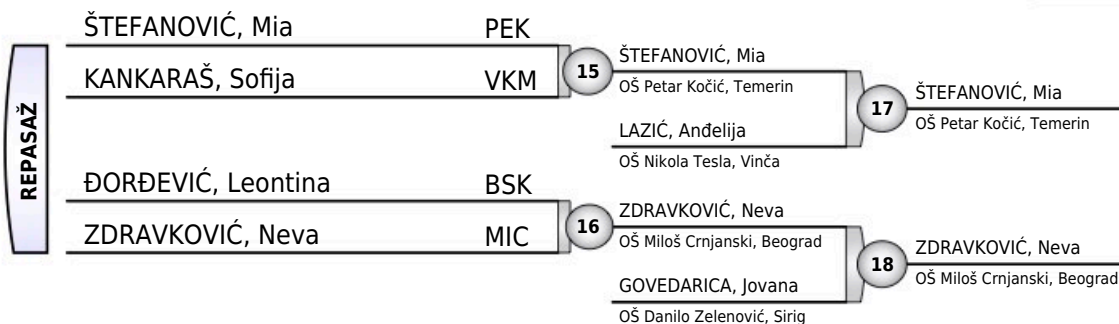 REPASAŽ
ŠTEFANOVIĆ, Mia PEK
KANKARAŠ, Sofija VKM
ĐORĐEVIĆ, Leontina BSK
ZDRAVKOVIĆ, Neva MIC
15
ŠTEFANOVIĆ, Mia
OŠ Petar Kočić, Temerin
LAZIĆ, Anđelija
OŠ Nikola Tesla, Vinča
16
ZDRAVKOVIĆ, Neva
OŠ Miloš Crnjanski, Beograd
GOVEDARICA, Jovana
OŠ Danilo Zelenović, Sirig
17
ŠTEFANOVIĆ, Mia
OŠ Petar Kočić, Temerin
18
ZDRAVKOVIĆ, Neva
OŠ Miloš Crnjanski, Beograd